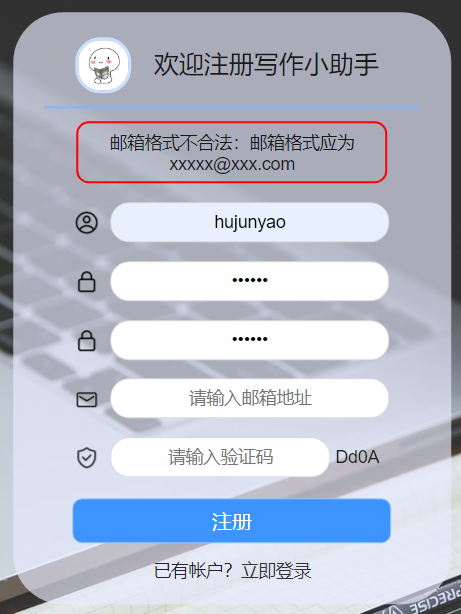 欢迎注册写作小助手
邮箱格式不合法：邮箱格式应为
xxxxx@xxx.com
hujunyao
••••••
••••••
请输入邮箱地址
请输入验证码 Dd0A
注册
已有帐户？立即登录
PRECISE